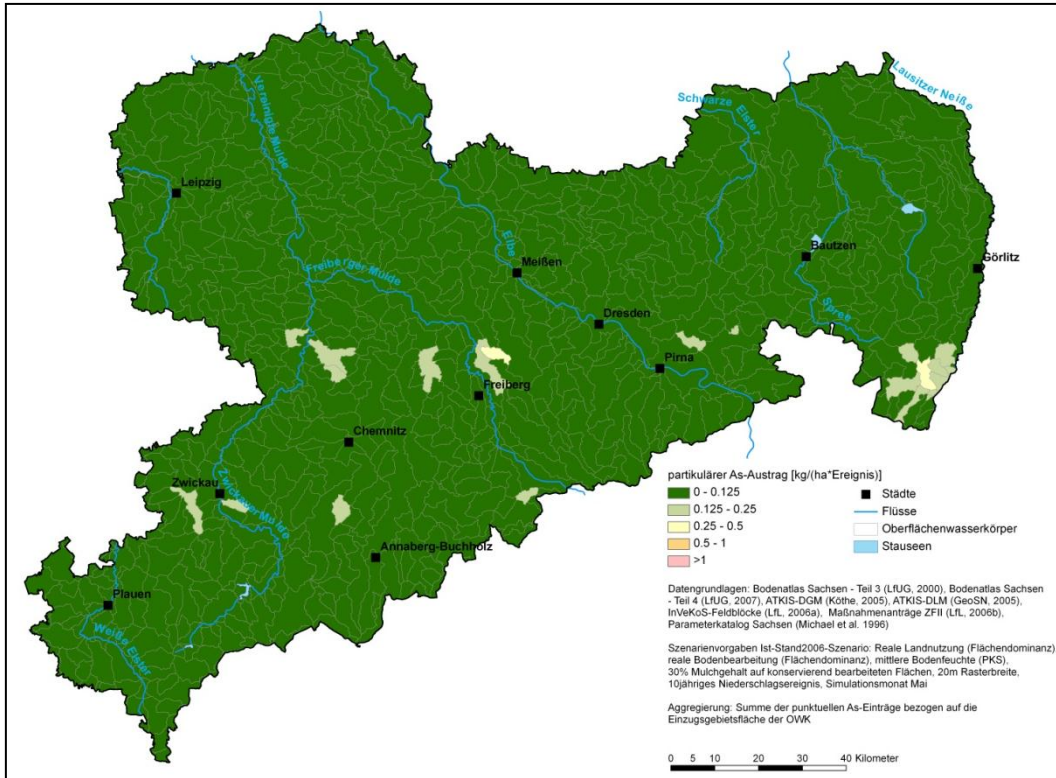 Lausitzer Neiße
Schwarze Elster
Vereinigte Mulde
Leipzig
Elbe
Bautzen
Görlitz
Freiberger Mulde
Meißen
Spree
Dresden
Pirna
Freiberg
Chemnitz
Zwickau
Zwickauer Mulde
Annaberg-Buchholz
Plauen
Weiße Elster
partikulärer As-Austrag [kg/(ha*Ereignis)]
0 - 0.125
0.125 - 0.25
0.25 - 0.5
0.5 - 1
>1
Städte
Flüsse
Oberflächenwasserkörper
Stauseen
Datengrundlagen: Bodenatlas Sachsen - Teil 3 (LfUG, 2000), Bodenatlas Sachsen
- Teil 4 (LfUG, 2007), ATKIS-DGM (Köthe, 2005), ATKIS-DLM (GeoSN, 2005),
InVeKoS-Feldblöcke (LfL, 2006a), Maßnahmenanträge ZFII (LfL, 2006b),
Parameterkatalog Sachsen (Michael et al. 1996)
Szenarienvorgaben Ist-Stand2006-Szenario: Reale Landnutzung (Flächendominanz),
reale Bodenbearbeitung (Flächendominanz), mittlere Bodenfeuchte (PKS),
30% Mulchgehalt auf konservierend bearbeiteten Flächen, 20m Rasterbreite,
10jähriges Niederschlagsereignis, Simulationsmonat Mai
Aggregierung: Summe der punktuellen As-Einträge bezogen auf die
Einzugsgebietsfläche der OWK
0 5 10 20 30 40 Kilometer